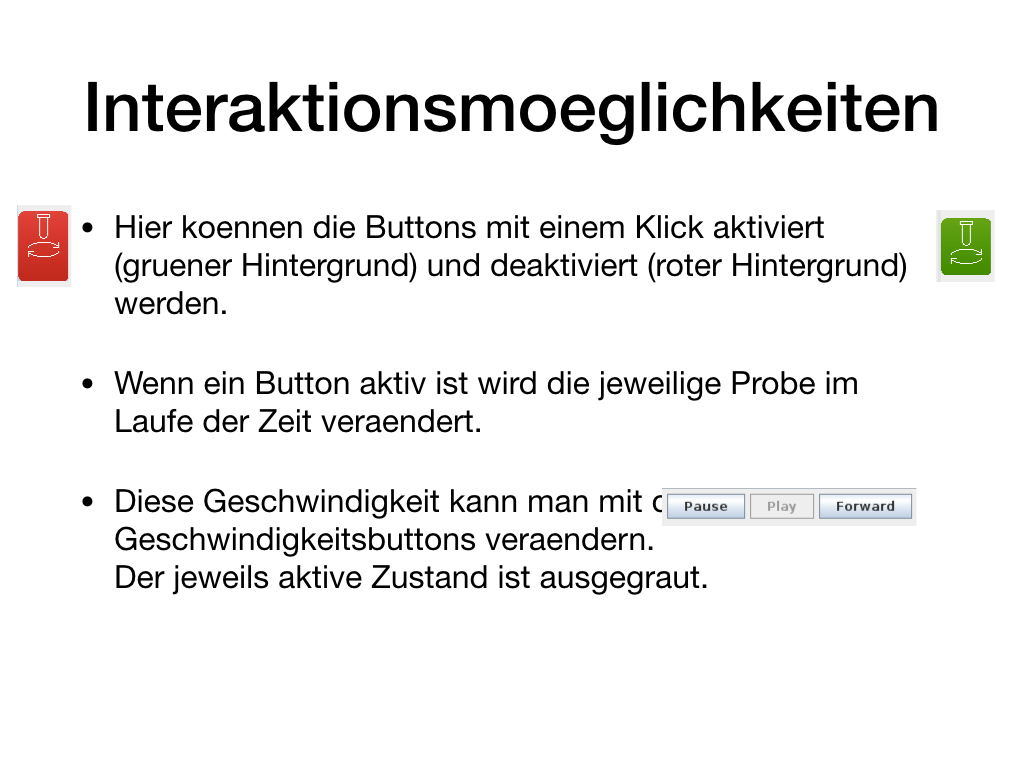 Interaktionsmoeglichkeiten
• Hier koennen die Buttons mit einem Klick aktiviert
(gruener Hintergrund) und deaktiviert (roter Hintergrund)
werden.
• Wenn ein Button aktiv ist wird die jeweilige Probe im
Laufe der Zeit veraendert.
• Diese Geschwindigkeit kann man mit
Pause Play Forward
Geschwindigkeitsbuttons veraendern.
Der jeweils aktive Zustand ist ausgegraut.